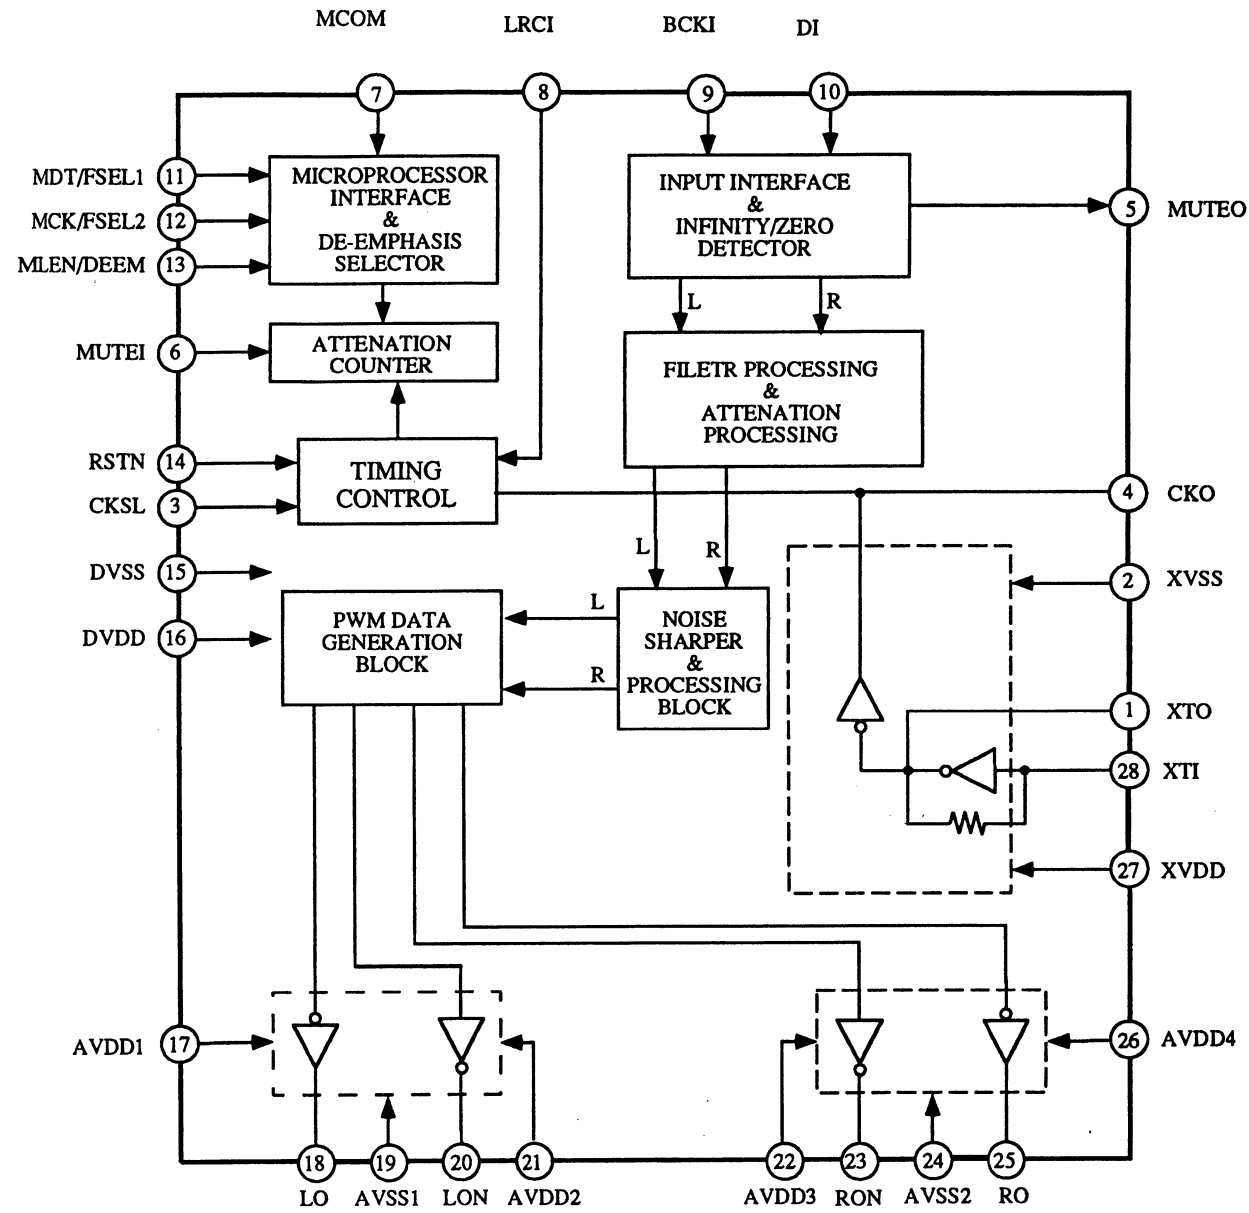 MCOM
LRCI
BCKI
DI
7
8
9
10
MDT/FSEL1
11
MCK/FSEL2
12
MLEN/DEEM
13
MICROPROCESSOR
INTERFACE
&
DE-EMPHASIS
SELECTOR
INPUT INTERFACE
&
INFINITY/ZERO
DETECTOR
5
MUTEO
L
R
MUTEI
6
ATTENATION
COUNTER
FILETR PROCESSING
&
ATTENATION
PROCESSING
RSTN
14
CKSL
3
TIMING
CONTROL
4
CKO
L
R
DVSS
15
DVDD
16
2
XVSS
PWM DATA
GENERATION
BLOCK
L
R
NOISE
SHARPER
&
PROCESSING
BLOCK
1
XTO
28
XTI
27
XVDD
AVDD1
17
26
AVDD4
18
19
20
21
22
23
24
25
LO
AVSS1
LON
AVDD2
AVDD3
RON
AVSS2
RO